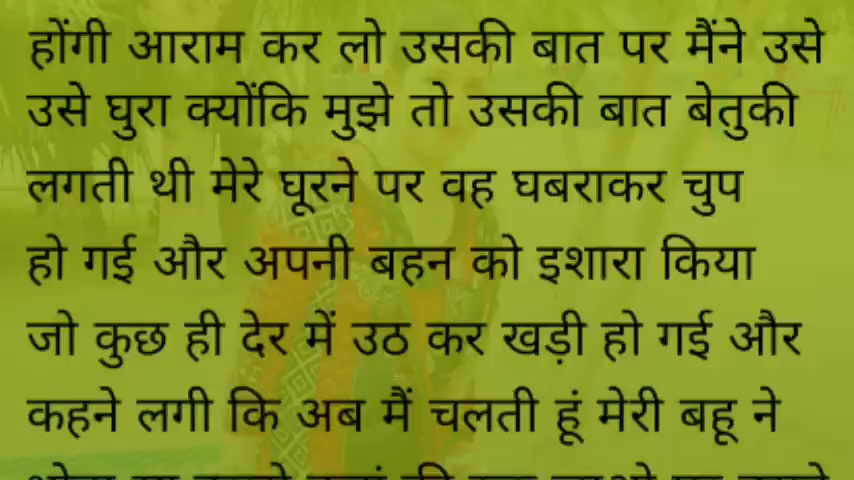 होंगी आराम कर लो उसकी बात पर मैंने उसे
उसे घुरा क्योंकि मुझे तो उसकी बात बेतुकी
लगती थी मेरे घूरने पर वह घबराकर चुप
हो गई और अपनी बहन को इशारा किया
जो कुछ ही देर में उठ कर खड़ी हो गई और
कहने लगी कि अब मैं चलती हूं मेरी बहू ने